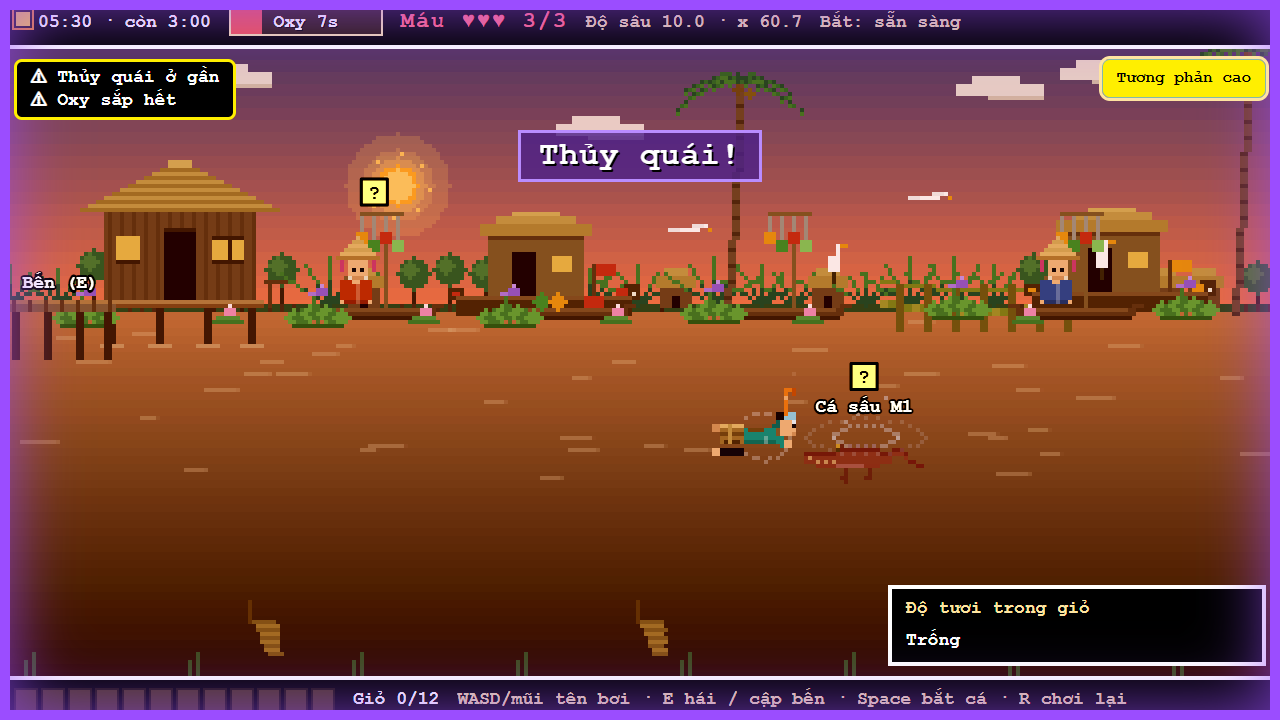 05:30 · còn 3:00 Oxy 7s Máu ♥♥♥ 3/3 Độ sâu 10.0 · x 60.7 Bắt: sẵn sàng
⚠ Thủy quái ở gần
⚠ Oxy sắp hết
Tương phản cao
Thủy quái!
?
Bến (E)
?
Cá sấu M1
Độ tươi trong giỏ
Trống
Giỏ 0/12 WASD/mũi tên bơi · E hái / cập bến · Space bắt cá · R chơi lại